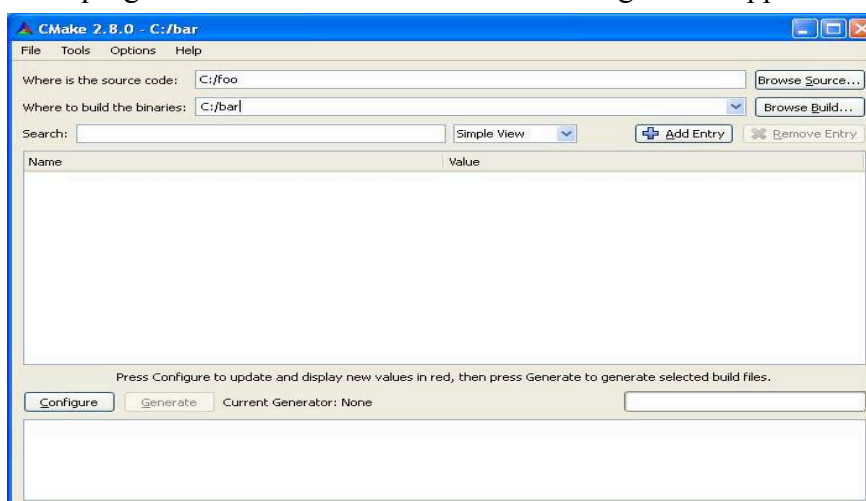 CMake 2.8.0 - C:/bar
File Tools Options Help
Where is the source code: C:/foo Browse Source...
Where to build the binaries: C:/bar Browse Build...
Search: Simple View Add Entry Remove Entry
Name Value
Press Configure to update and display new values in red, then press Generate to generate selected build files.
Configure Generate Current Generator: None